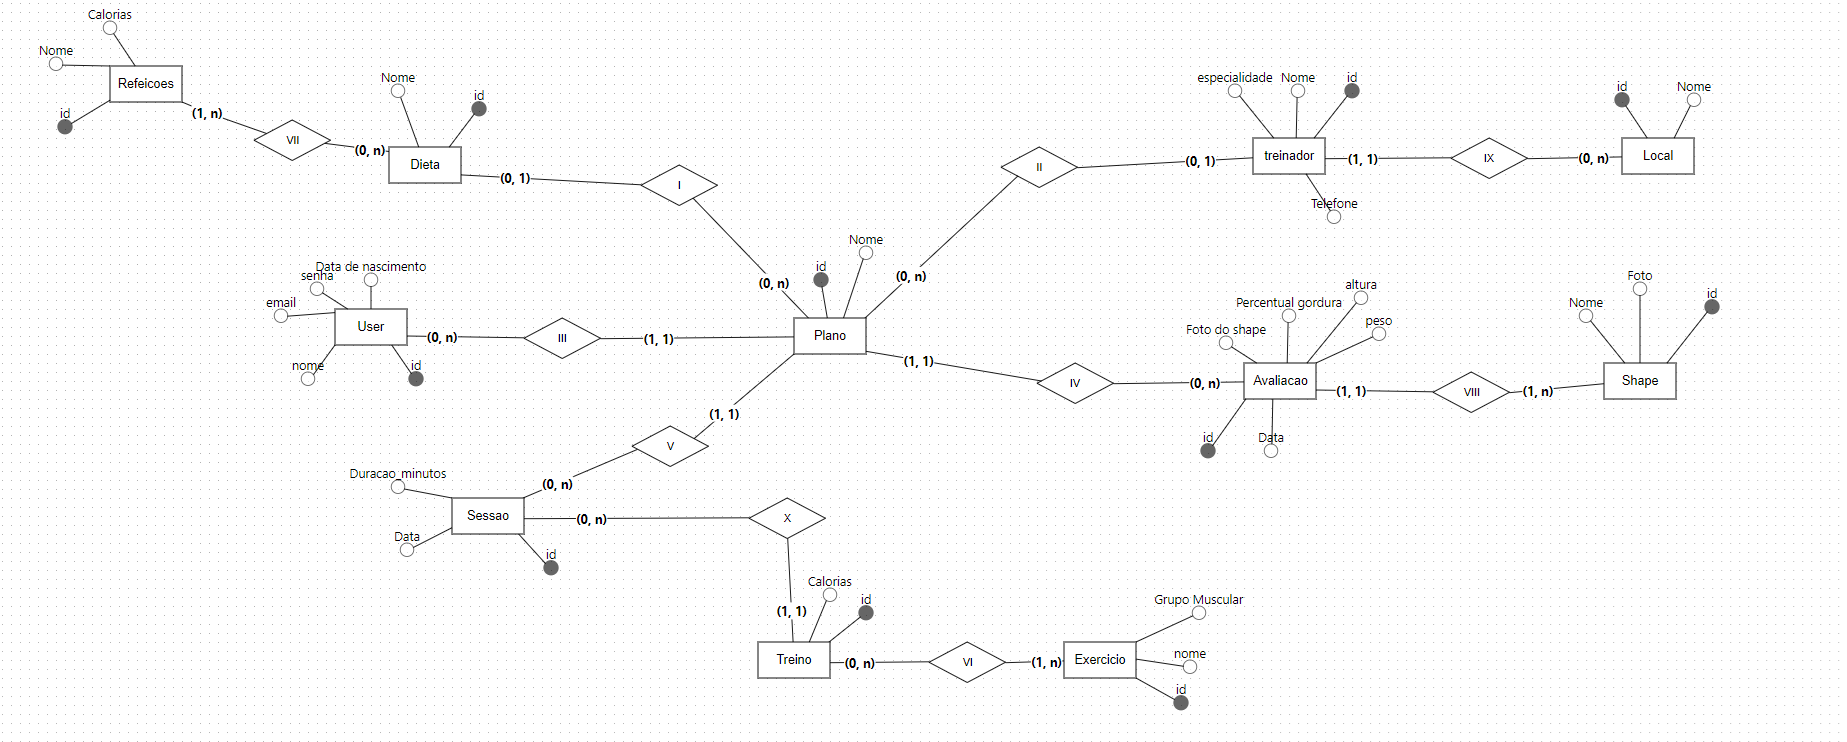 Calorias
Nome
Refeicoes
id
(1, n)
VII
(0, n)
Nome
id
Dieta
(0, 1)
I
(0, n)
especialidade
Nome
id
treinador
Telefone
(0, 1)
II
(0, n)
(1, 1)
IX
(0, n)
id
Nome
Local
Data de nascimento
senha
email
User
nome
id
(0, n)
III
(1, 1)
id
Nome
Plano
(1, 1)
IV
(0, n)
altura
Percentual gordura
peso
Foto do shape
Avaliacao
id
Data
(1, 1)
VIII
(1, n)
Foto
Nome
id
Shape
(1, 1)
V
(0, n)
Duracao_minutos
Sessao
Data
id
(0, n)
X
(1, 1)
Calorias
id
Treino
(0, n)
VI
(1, n)
Grupo Muscular
Exercicio
nome
id